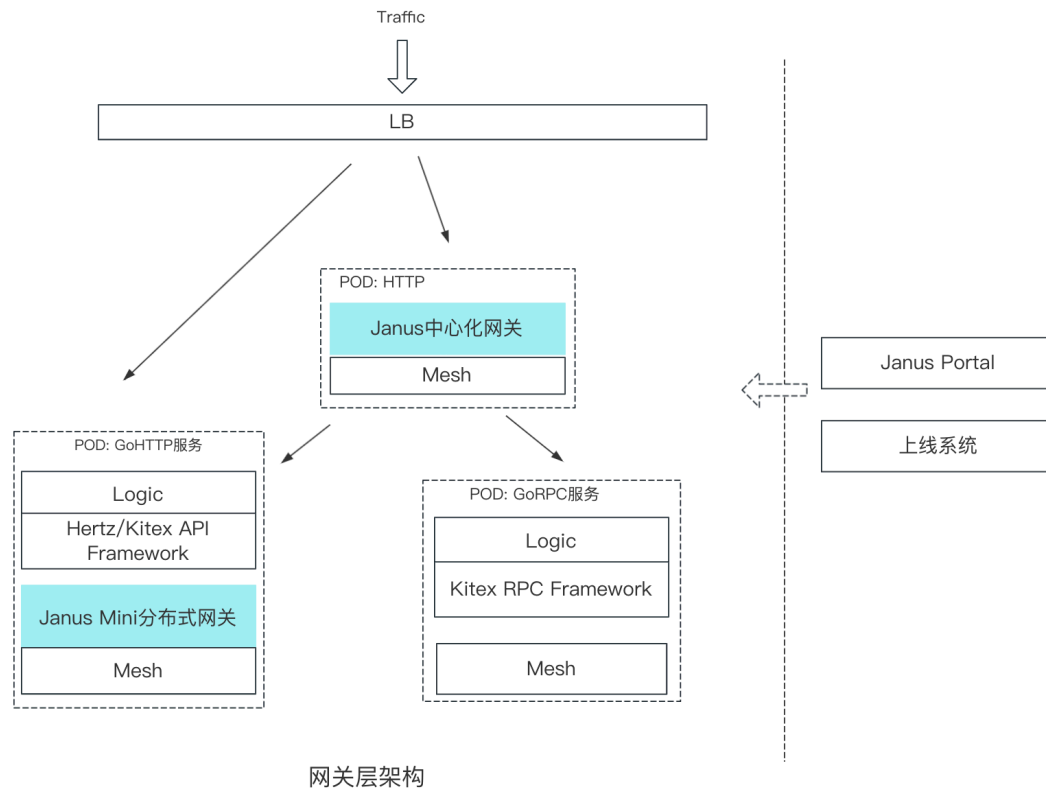 Traffic
LB
POD: HTTP
Janus中心化网关
Mesh
Janus Portal
上线系统
POD: GoHTTP服务
Logic
Hertz/Kitex API
Framework
Janus Mini分布式网关
Mesh
POD: GoRPC服务
Logic
Kitex RPC Framework
Mesh
网关层架构